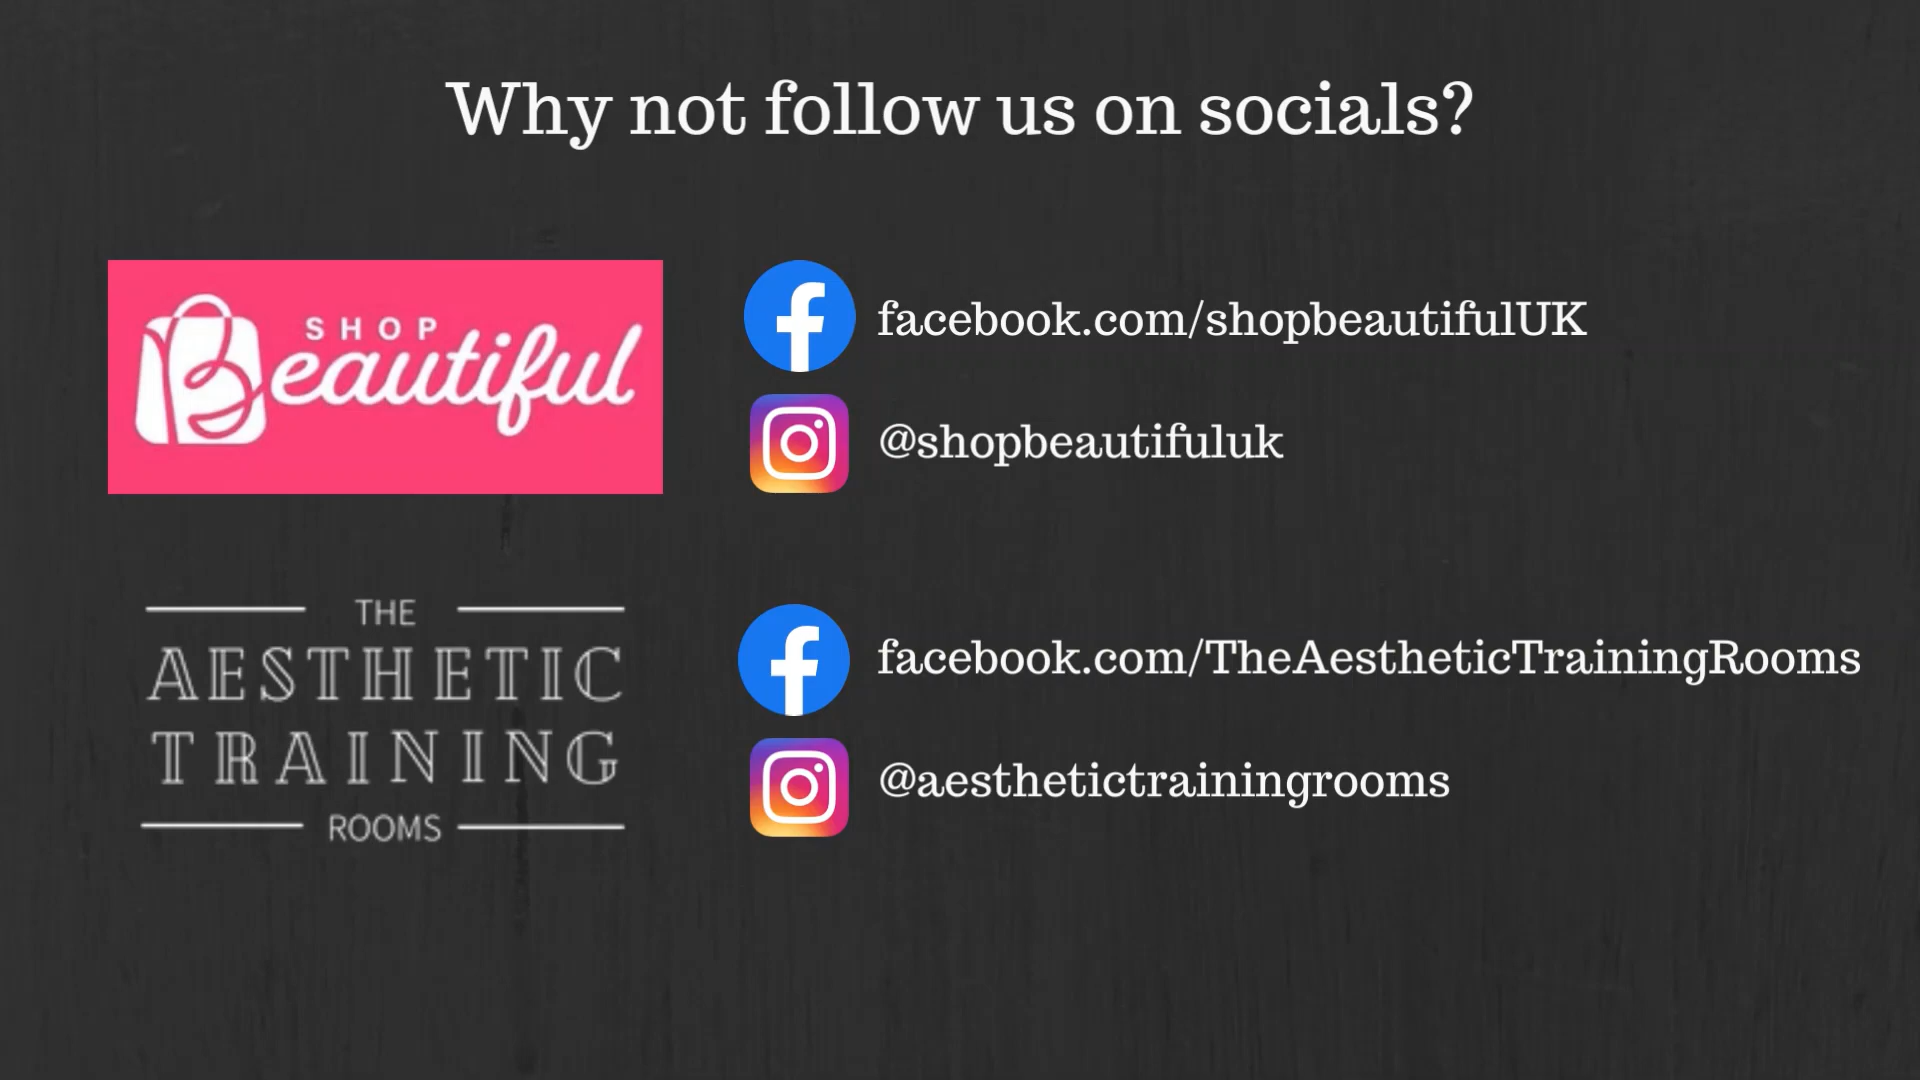 Why not follow us on socials?
SHOP
Beautiful
facebook.com/shopbeautifulUK
@shopbeautifuluk
THE
AESTHETIC
TRAINING
ROOMS
facebook.com/TheAestheticTrainingRooms
@aesthetictrainingrooms